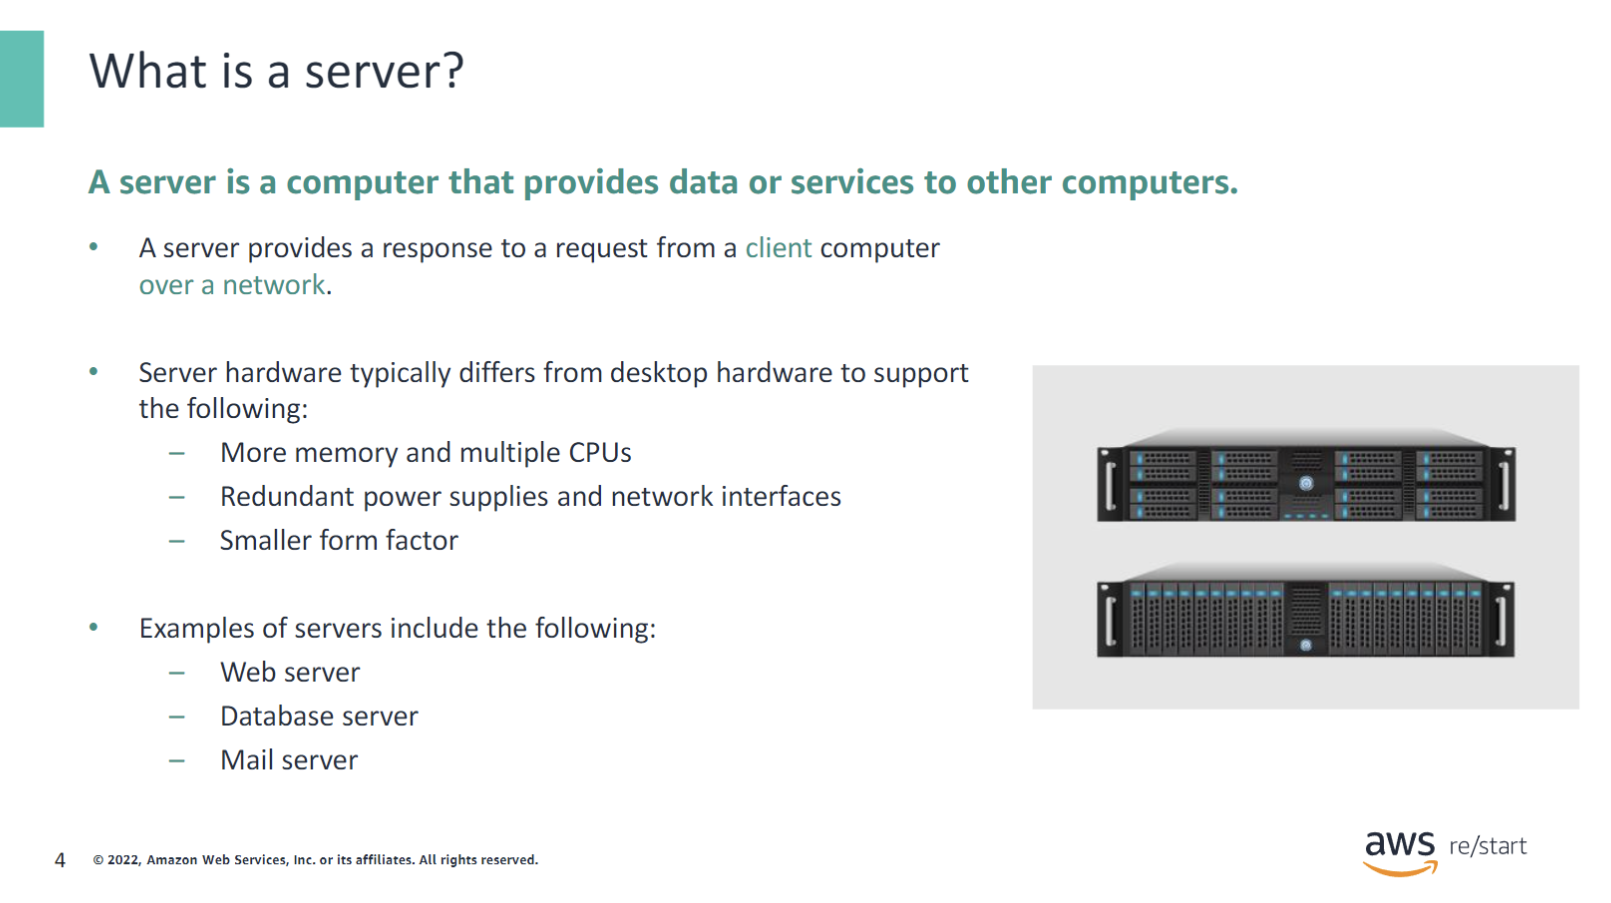 What is a server?
A server is a computer that provides data or services to other computers.
• A server provides a response to a request from a client computer
over a network.
• Server hardware typically differs from desktop hardware to support
the following:
– More memory and multiple CPUs
– Redundant power supplies and network interfaces
– Smaller form factor
• Examples of servers include the following:
– Web server
– Database server
– Mail server
4 © 2022, Amazon Web Services, Inc. or its affiliates. All rights reserved.
aws re/start